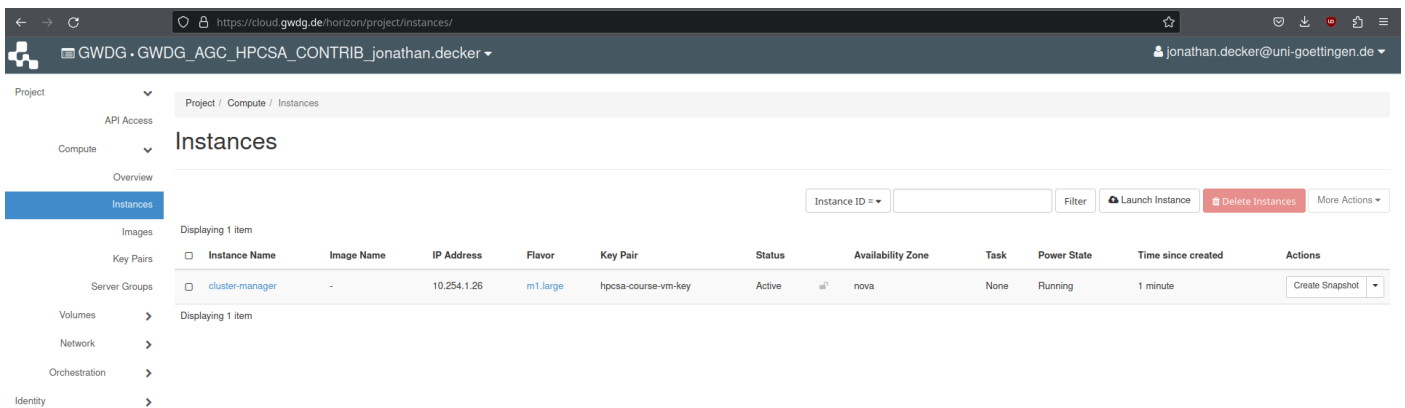 https://cloud.gwdg.de/horizon/project/instances/
GWDG • GWDG_AGC_HPCSA_CONTRIB_jonathan.decker
jonathan.decker@uni-goettingen.de
Project
API Access
Compute
Overview
Instances
Images
Key Pairs
Server Groups
Volumes
Network
Orchestration
Identity
Project / Compute / Instances
Instances
Instance ID = Filter Launch Instance Delete Instances More Actions
Displaying 1 item
Instance Name Image Name IP Address Flavor Key Pair Status Availability Zone Task Power State Time since created Actions
cluster-manager - 10.254.1.26 m1.large hpcsa-course-vm-key Active nova None Running 1 minute Create Snapshot
Displaying 1 item